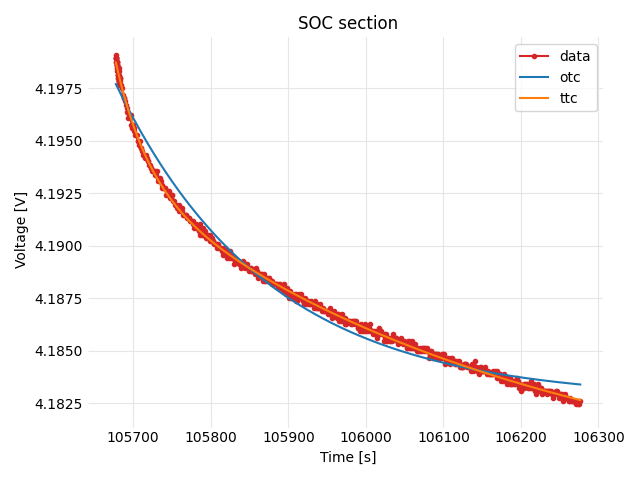 SOC section
data
otc
ttc
Voltage [V]
4.1975
4.1950
4.1925
4.1900
4.1875
4.1850
4.1825
105700 105800 105900 106000 106100 106200 106300
Time [s]